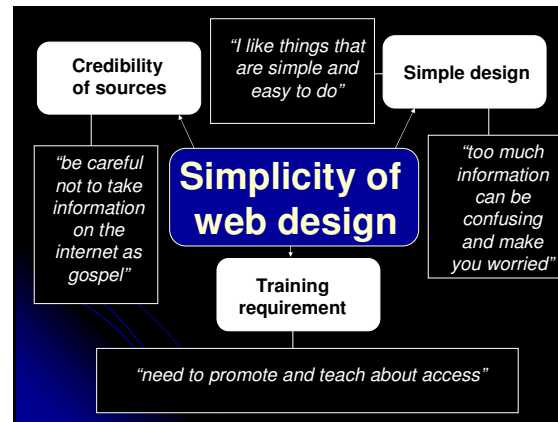 Credibility
of sources
“I like things that
are simple and
easy to do”
Simple design
“be careful
not to take
information
on the
internet as
gospel”
Simplicity of
web design
“too much
information
can be
confusing
and make
you worried”
Training
requirement
“need to promote and teach about access”